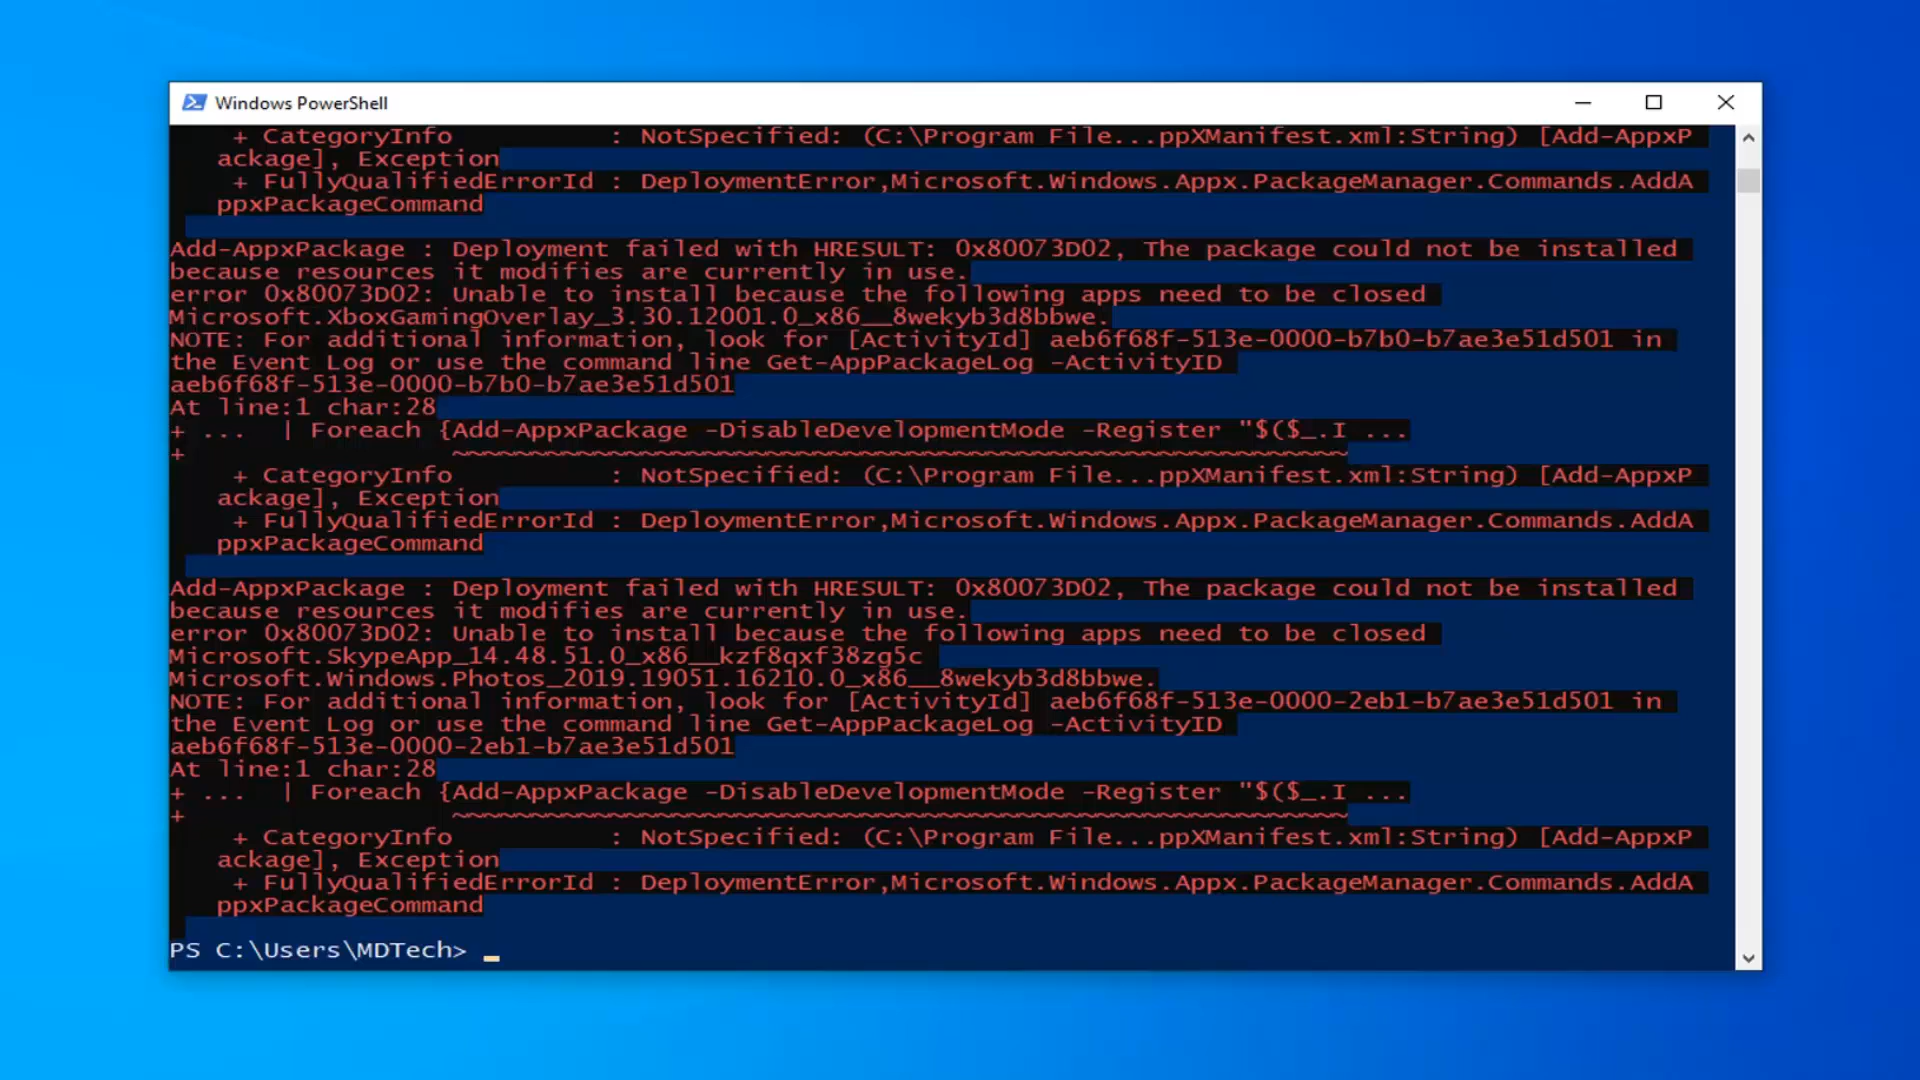 Windows PowerShell
+ CategoryInfo          : NotSpecified: (C:\Program File...ppXManifest.xml:String) [Add-AppxP
ackage], Exception
+ FullyQualifiedErrorId : DeploymentError,Microsoft.Windows.Appx.PackageManager.Commands.AddA
ppxPackageCommand
Add-AppxPackage : Deployment failed with HRESULT: 0x80073D02, The package could not be installed
because resources it modifies are currently in use.
error 0x80073D02: Unable to install because the following apps need to be closed
Microsoft.XboxGamingOverlay_3.30.12001.0_x86__8wekyb3d8bbwe.
NOTE: For additional information, look for [ActivityId] aeb6f68f-513e-0000-b7b0-b7ae3e51d501 in
the Event Log or use the command line Get-AppPackageLog -ActivityID
aeb6f68f-513e-0000-b7b0-b7ae3e51d501
At line:1 char:28
+ ...  | Foreach {Add-AppxPackage -DisableDevelopmentMode -Register "$($_.I ...
+                 ~~~~~~~~~~~~~~~~~~~~~~~~~~~~~~~~~~~~~~~~~~~~~~~~~~~~~~~~~
+ CategoryInfo          : NotSpecified: (C:\Program File...ppXManifest.xml:String) [Add-AppxP
ackage], Exception
+ FullyQualifiedErrorId : DeploymentError,Microsoft.Windows.Appx.PackageManager.Commands.AddA
ppxPackageCommand
Add-AppxPackage : Deployment failed with HRESULT: 0x80073D02, The package could not be installed
because resources it modifies are currently in use.
error 0x80073D02: Unable to install because the following apps need to be closed
Microsoft.SkypeApp_14.48.51.0_x86__kzf8qxf38zg5c
Microsoft.Windows.Photos_2019.19051.16210.0_x86__8wekyb3d8bbwe.
NOTE: For additional information, look for [ActivityId] aeb6f68f-513e-0000-2eb1-b7ae3e51d501 in
the Event Log or use the command line Get-AppPackageLog -ActivityID
aeb6f68f-513e-0000-2eb1-b7ae3e51d501
At line:1 char:28
+ ...  | Foreach {Add-AppxPackage -DisableDevelopmentMode -Register "$($_.I ...
+                 ~~~~~~~~~~~~~~~~~~~~~~~~~~~~~~~~~~~~~~~~~~~~~~~~~~~~~~~~~
+ CategoryInfo          : NotSpecified: (C:\Program File...ppXManifest.xml:String) [Add-AppxP
ackage], Exception
+ FullyQualifiedErrorId : DeploymentError,Microsoft.Windows.Appx.PackageManager.Commands.AddA
ppxPackageCommand
PS C:\Users\MDTech> _